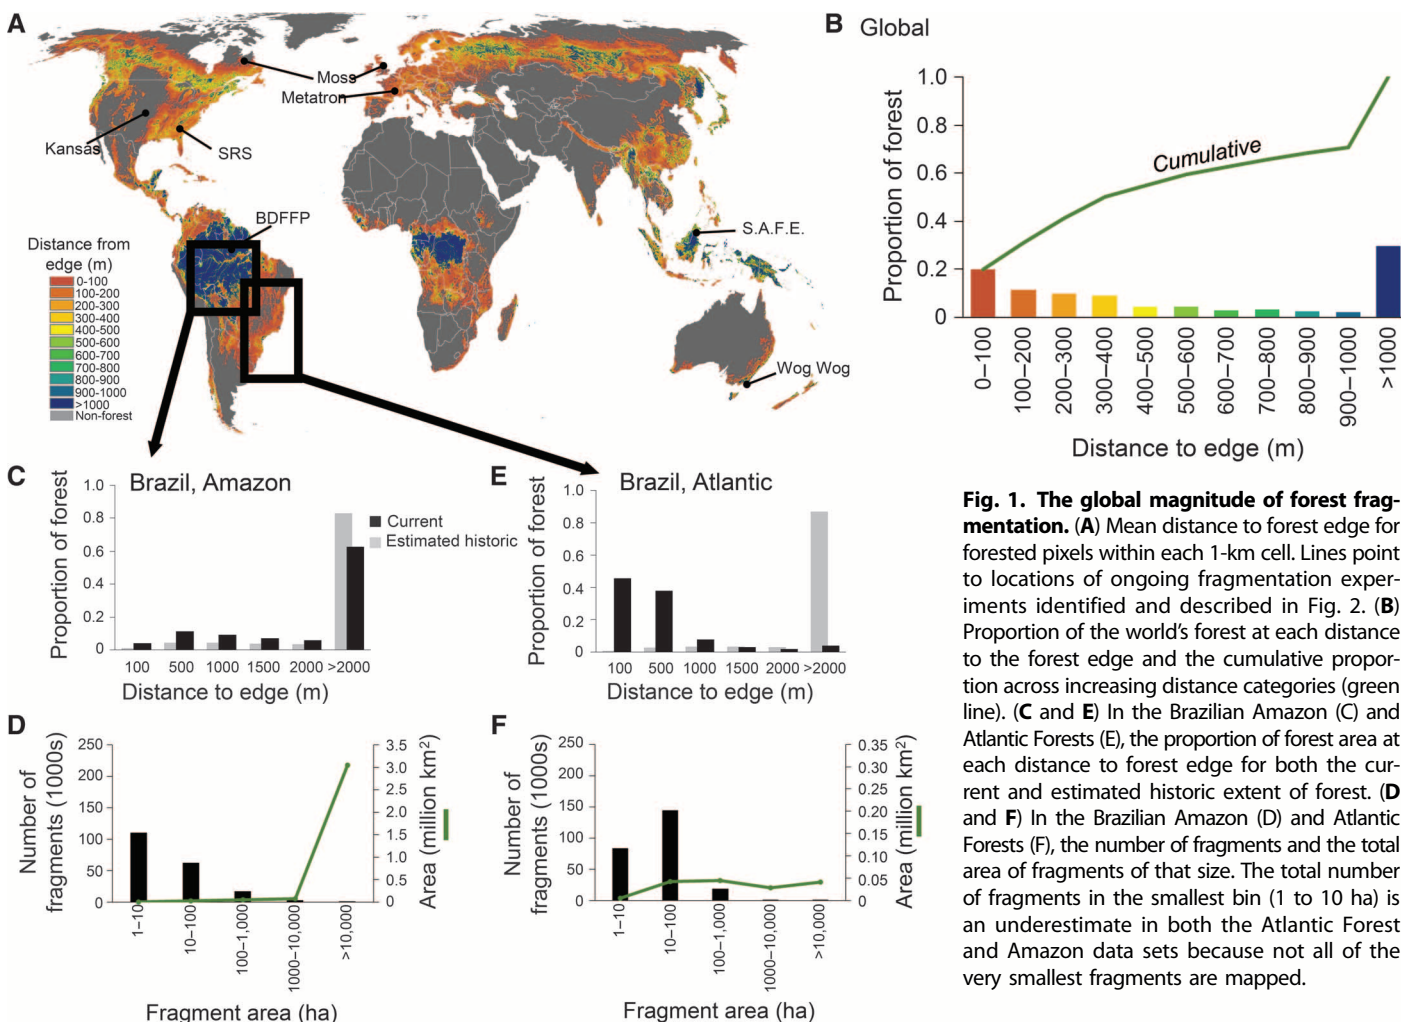 A
Moss
Metatron
Kansas
SRS
BDFFP
S.A.F.E.
Wog Wog
Distance from
edge (m)
0-100
100-200
200-300
300-400
400-500
500-600
600-700
700-800
800-900
900-1000
>1000
Non-forest
B Global
Proportion of forest
1.0
0.8
0.6
0.4
0.2
0
Cumulative
0–100
100–200
200–300
300–400
400–500
500–600
600–700
700–800
800–900
900–1000
>1000
Distance to edge (m)
C Brazil, Amazon
Proportion of forest
1.0
0.8
0.6
0.4
0.2
0
Current
Estimated historic
100 500 1000 1500 2000 >2000
Distance to edge (m)
E Brazil, Atlantic
Proportion of forest
1.0
0.8
0.6
0.4
0.2
0
100 500 1000 1500 2000 >2000
Distance to edge (m)
D
Number of
fragments (1000s)
250
200
150
100
50
0
3.5
3.0
2.0
2.0
1.5
1.0
0.5
0
Area (million km²)
1–10
10–100
100–1,000
1000–10,000
>10,000
Fragment area (ha)
F
Number of
fragments (1000s)
250
200
150
100
50
0
0.35
0.30
0.25
0.20
0.15
0.10
0.05
0
Area (million km²)
1–10
10–100
100–1,000
1000–10,000
>10,000
Fragment area (ha)
Fig. 1. The global magnitude of forest frag-
mentation. (A) Mean distance to forest edge for
forested pixels within each 1-km cell. Lines point
to locations of ongoing fragmentation exper-
iments identified and described in Fig. 2. (B)
Proportion of the world's forest at each distance
to the forest edge and the cumulative propor-
tion across increasing distance categories (green
line). (C and E) In the Brazilian Amazon (C) and
Atlantic Forests (E), the proportion of forest area at
each distance to forest edge for both the cur-
rent and estimated historic extent of forest. (D
and F) In the Brazilian Amazon (D) and Atlantic
Forests (F), the number of fragments and the total
area of fragments of that size. The total number
of fragments in the smallest bin (1 to 10 ha) is
an underestimate in both the Atlantic Forest
and Amazon data sets because not all of the
very smallest fragments are mapped.